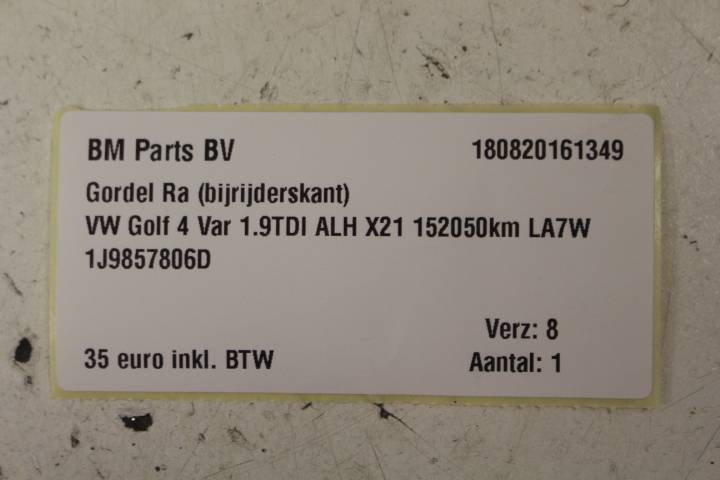 BM Parts BV 180820161349
Gordel Ra (bijrijderskant)
VW Golf 4 Var 1.9TDI ALH X21 152050km LA7W
1J9857806D
Verz: 8
35 euro inkl. BTW Aantal: 1